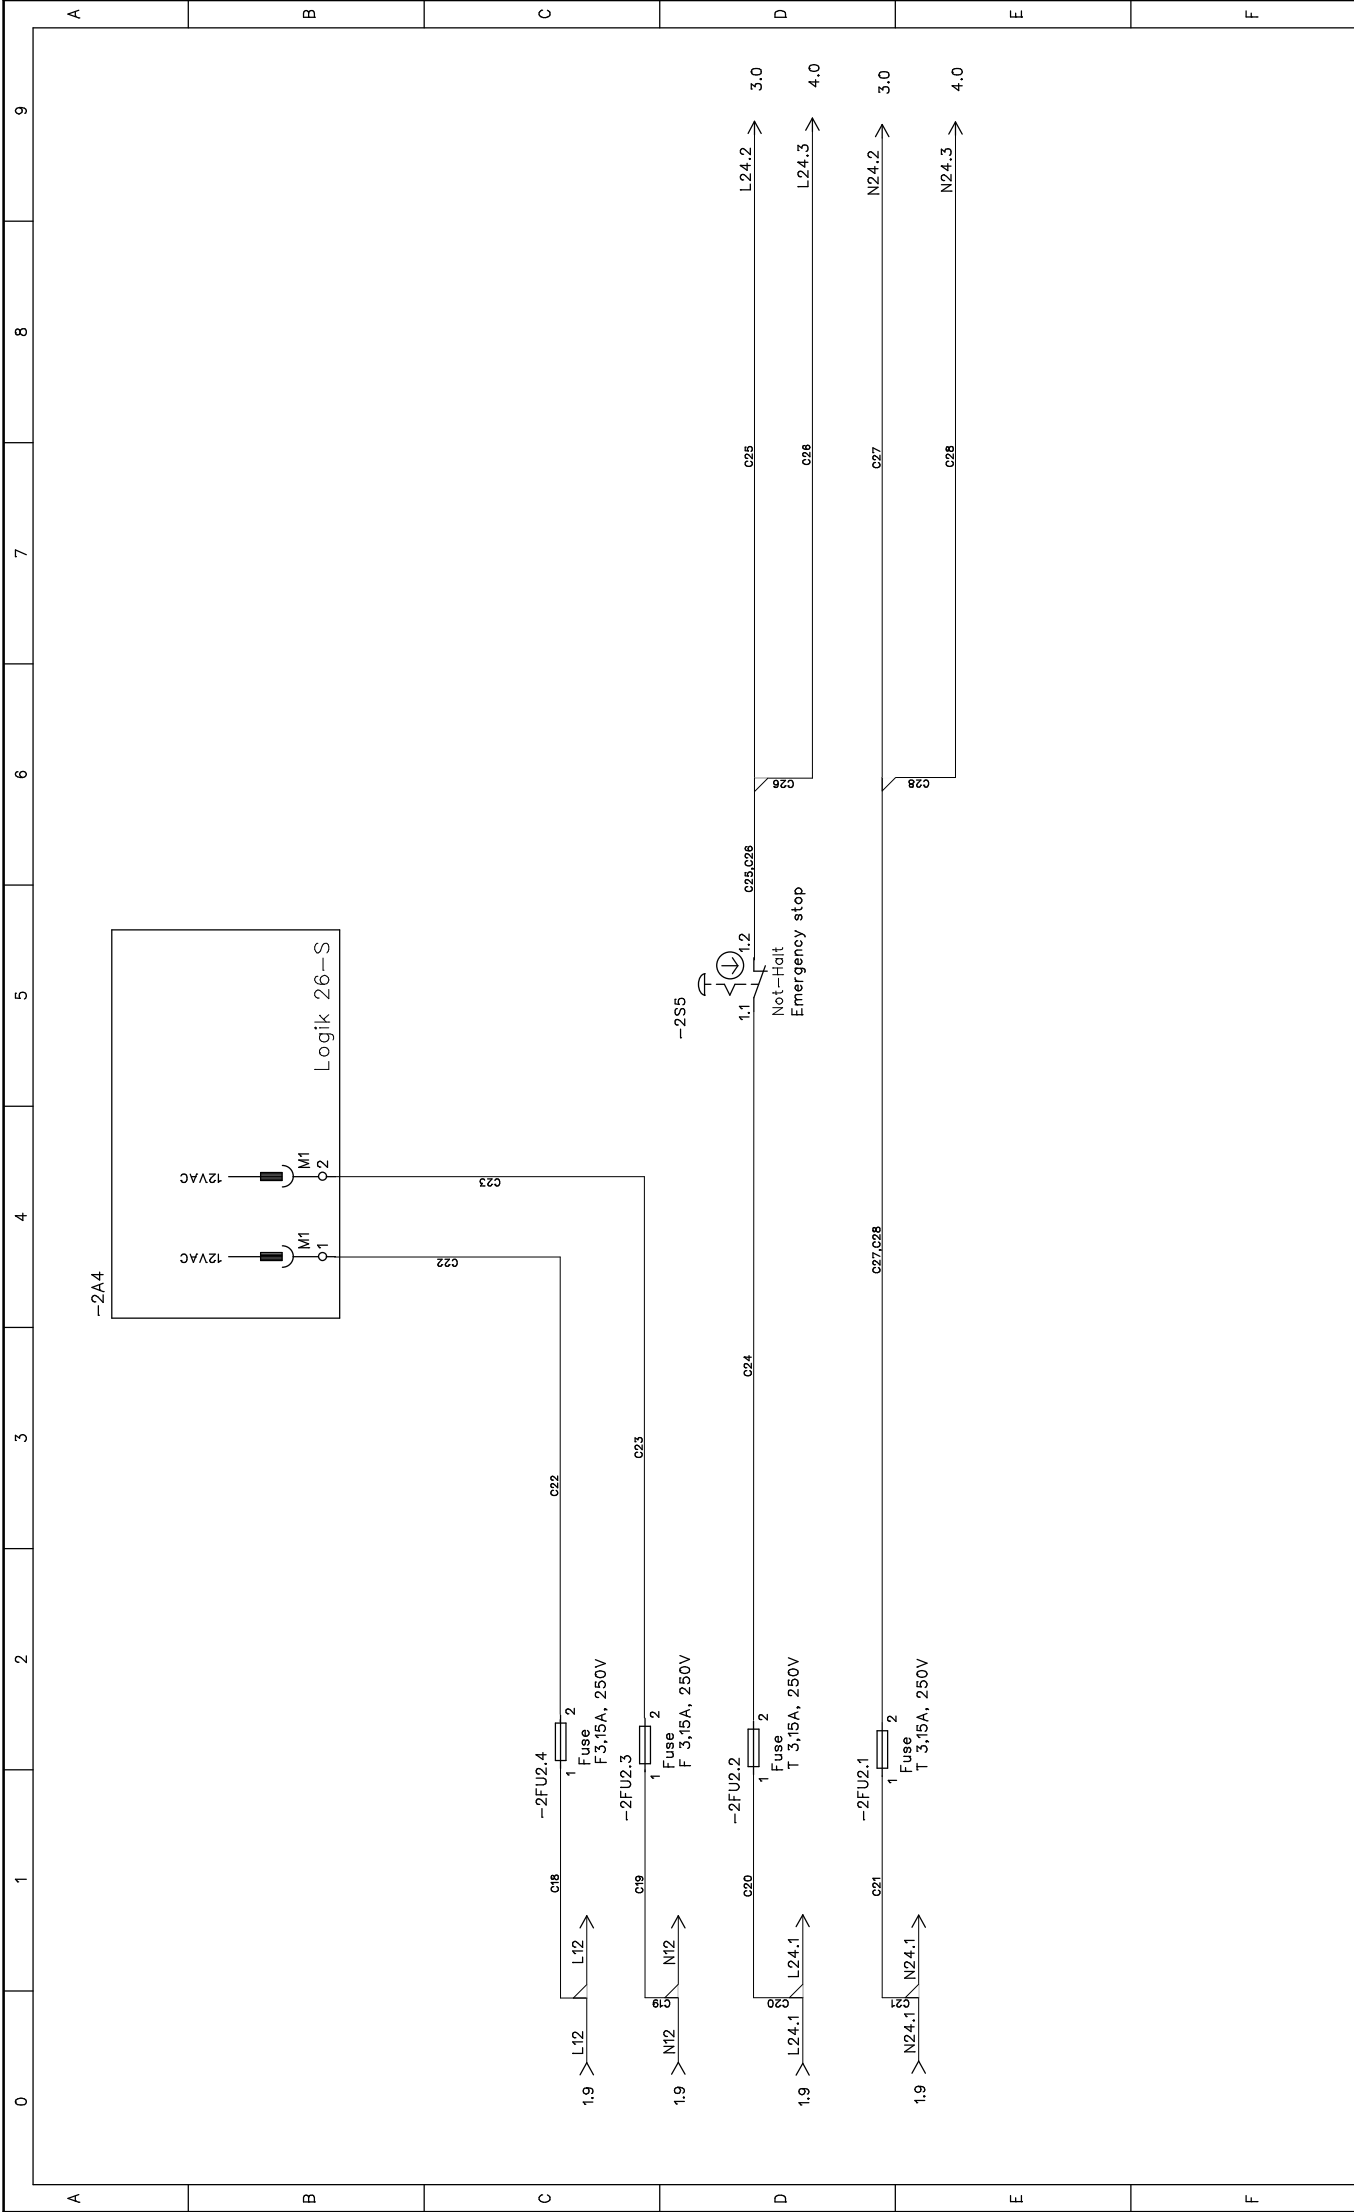 0 1 2 3 4 5 6 7 8 9
A A
B B
C C
D D
E E
F F
-2A4
12VAC 12VAC
M1 M1
1 2
Logik 26-S
C22 C23
-2FU2.4
C18 C22
1 2
Fuse
F3,15A, 250V
1.9 L12 L12
-2FU2.3
C19 C23
1 2
Fuse
F 3,15A, 250V
C19
1.9 N12 N12
-2S5
-2FU2.2
C20 C24 1.1 1.2 C25,C26 C25 L24.2 3.0
1 2
Fuse
T 3,15A, 250V
Not-Halt
Emergency stop
C20 C26
1.9 L24.1 L24.1
C26 L24.3 4.0
-2FU2.1
C21 C27,C28 C27 N24.2 3.0
1 2
Fuse
T 3,15A, 250V
C21 C28
1.9 N24.1 N24.1
C28 N24.3 4.0